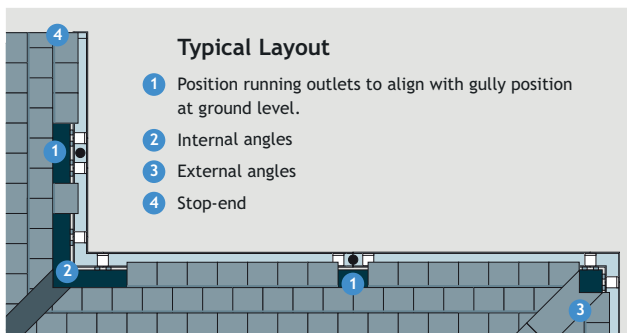 4
Typical Layout
1 Position running outlets to align with gully position
at ground level.
2 Internal angles
3 External angles
4 Stop-end
1
2
1
3